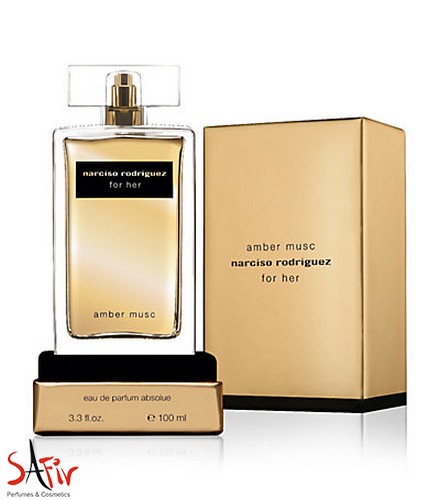 narciso rodriguez
for her
amber musc
eau de parfum absolue
3.3 fl.oz. ℮ 100 ml
amber musc
narciso rodriguez
for her
SAFir
Perfumes & Cosmetics